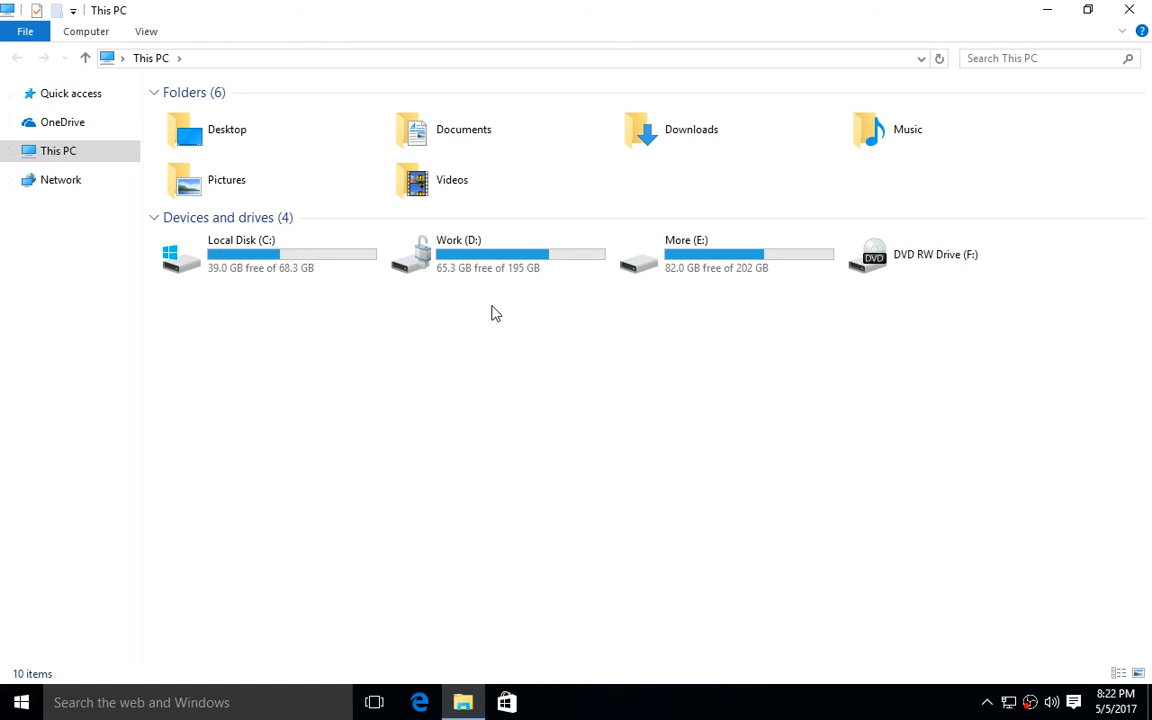 This PC
File Computer View
This PC
Search This PC
Quick access
OneDrive
This PC
Network
Folders (6)
Desktop Documents Downloads Music
Pictures Videos
Devices and drives (4)
Local Disk (C:)
39.0 GB free of 68.3 GB
Work (D:)
65.3 GB free of 195 GB
More (E:)
82.0 GB free of 202 GB
DVD
DVD RW Drive (F:)
10 items
Search the web and Windows
8:22 PM
5/5/2017